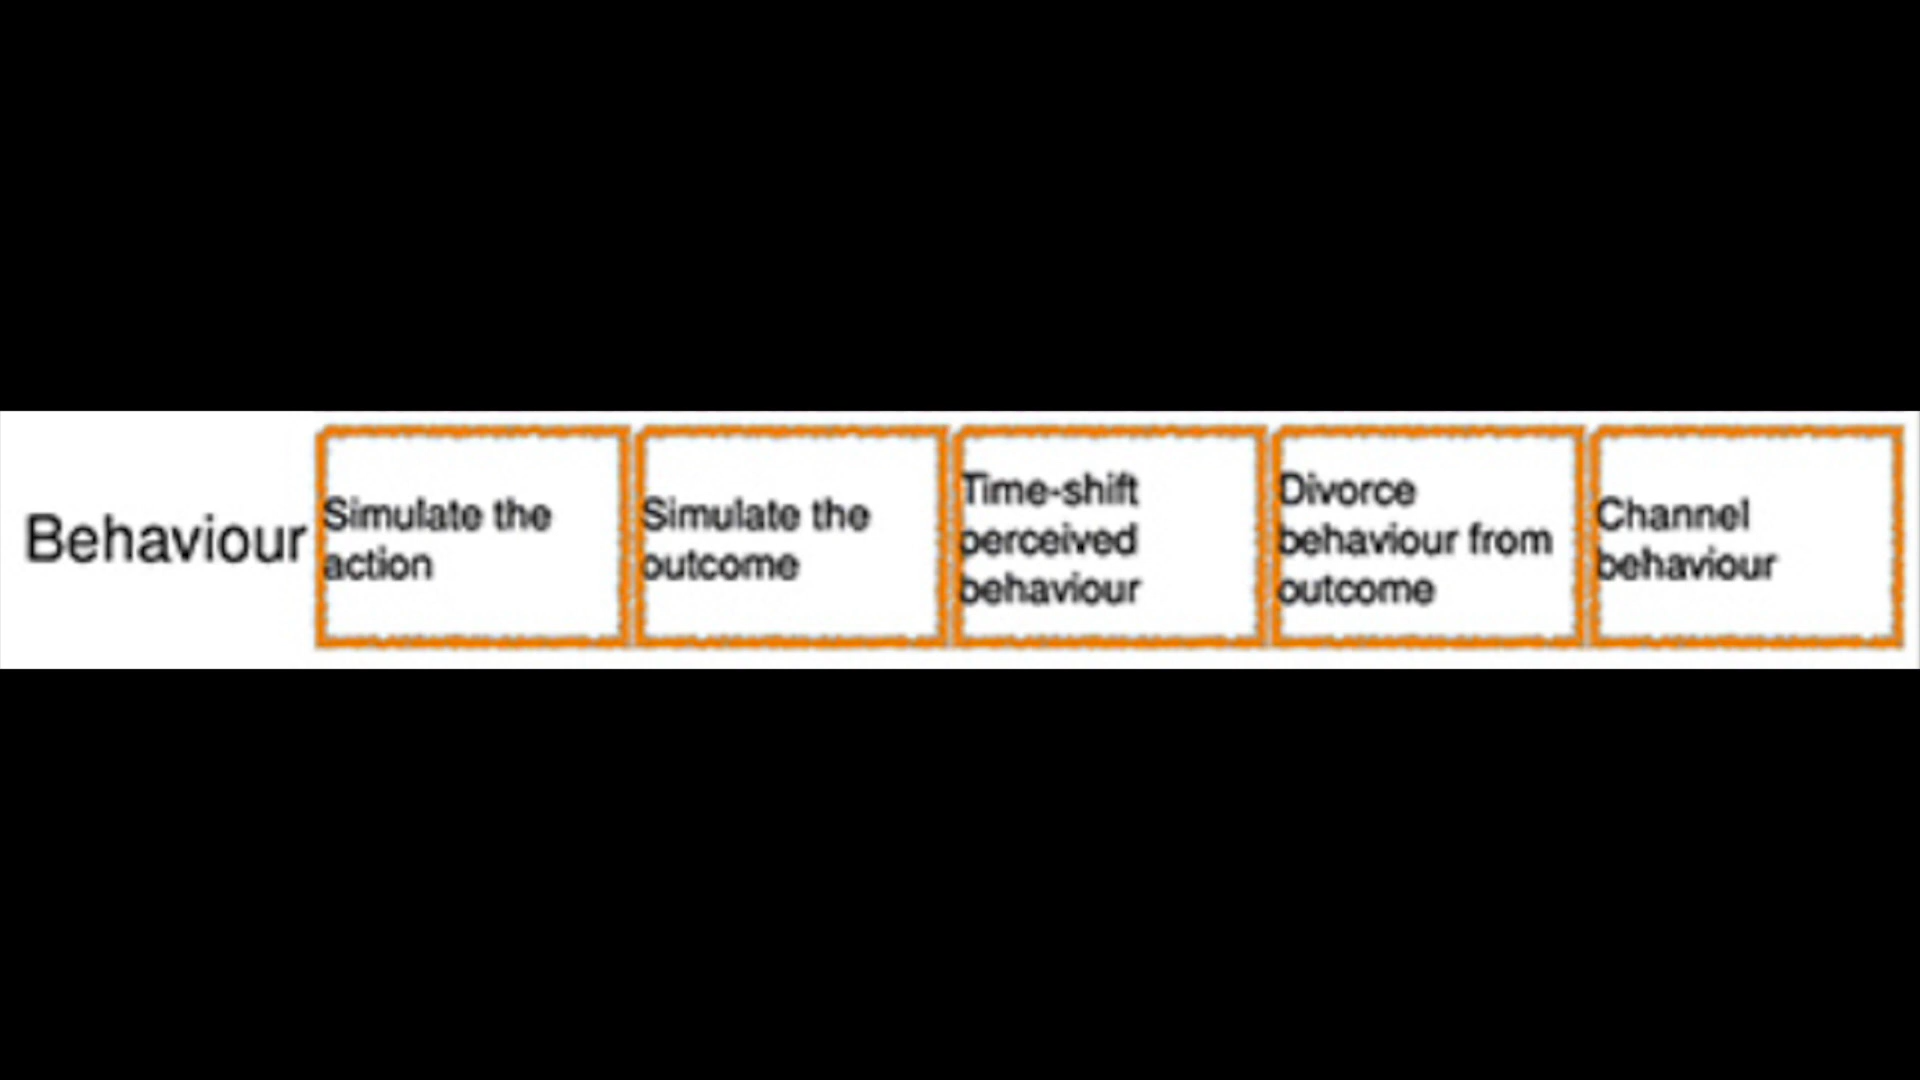 Behaviour
Simulate the
action
Simulate the
outcome
Time-shift
perceived
behaviour
Divorce
behaviour from
outcome
Channel
behaviour